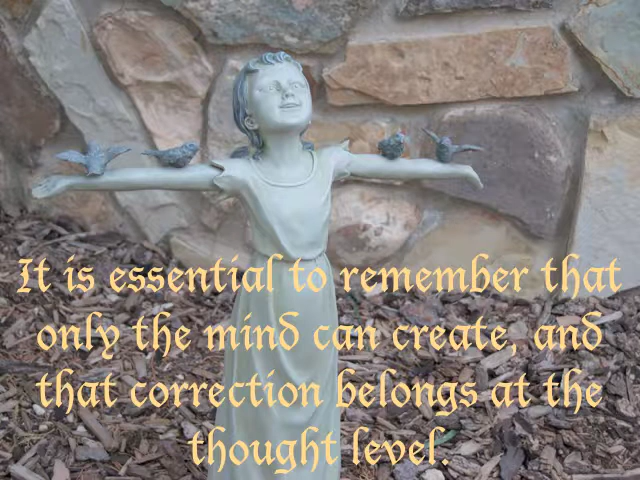 It is essential to remember that
only the mind can create, and
that correction belongs at the
thought level.